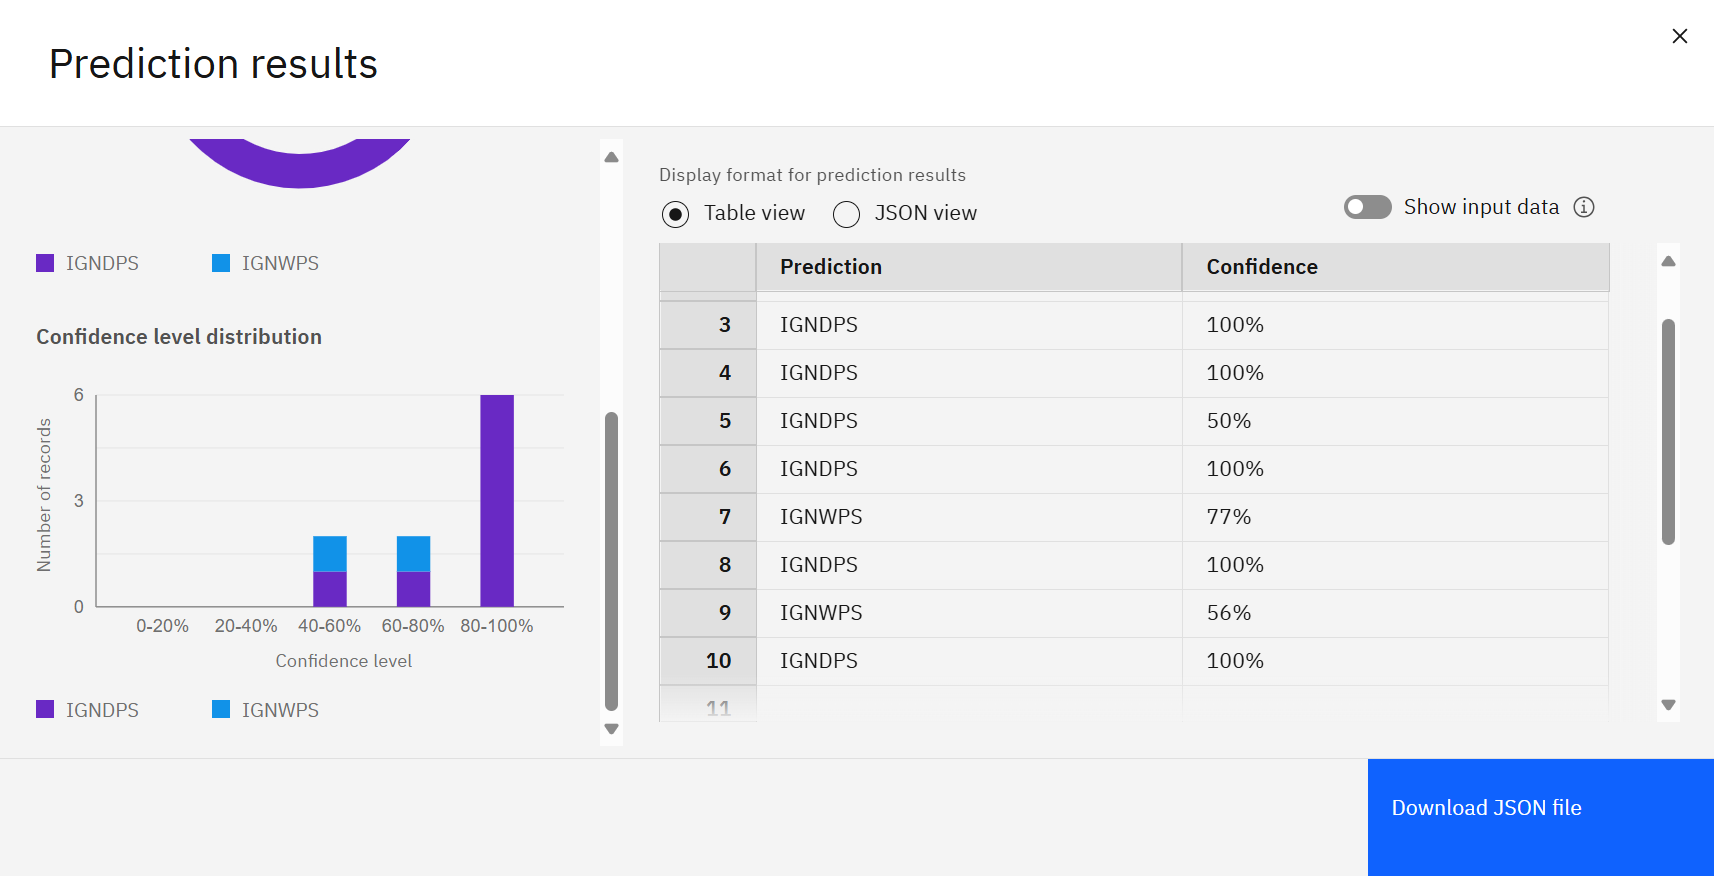 Prediction results
IGNDPS IGNWPS
Confidence level distribution
Number of records
6
3
0
0-20% 20-40% 40-60% 60-80% 80-100%
Confidence level
IGNDPS IGNWPS
Display format for prediction results
Table view JSON view
Show input data
Prediction Confidence
3 IGNDPS 100%
4 IGNDPS 100%
5 IGNDPS 50%
6 IGNDPS 100%
7 IGNWPS 77%
8 IGNDPS 100%
9 IGNWPS 56%
10 IGNDPS 100%
11
Download JSON file